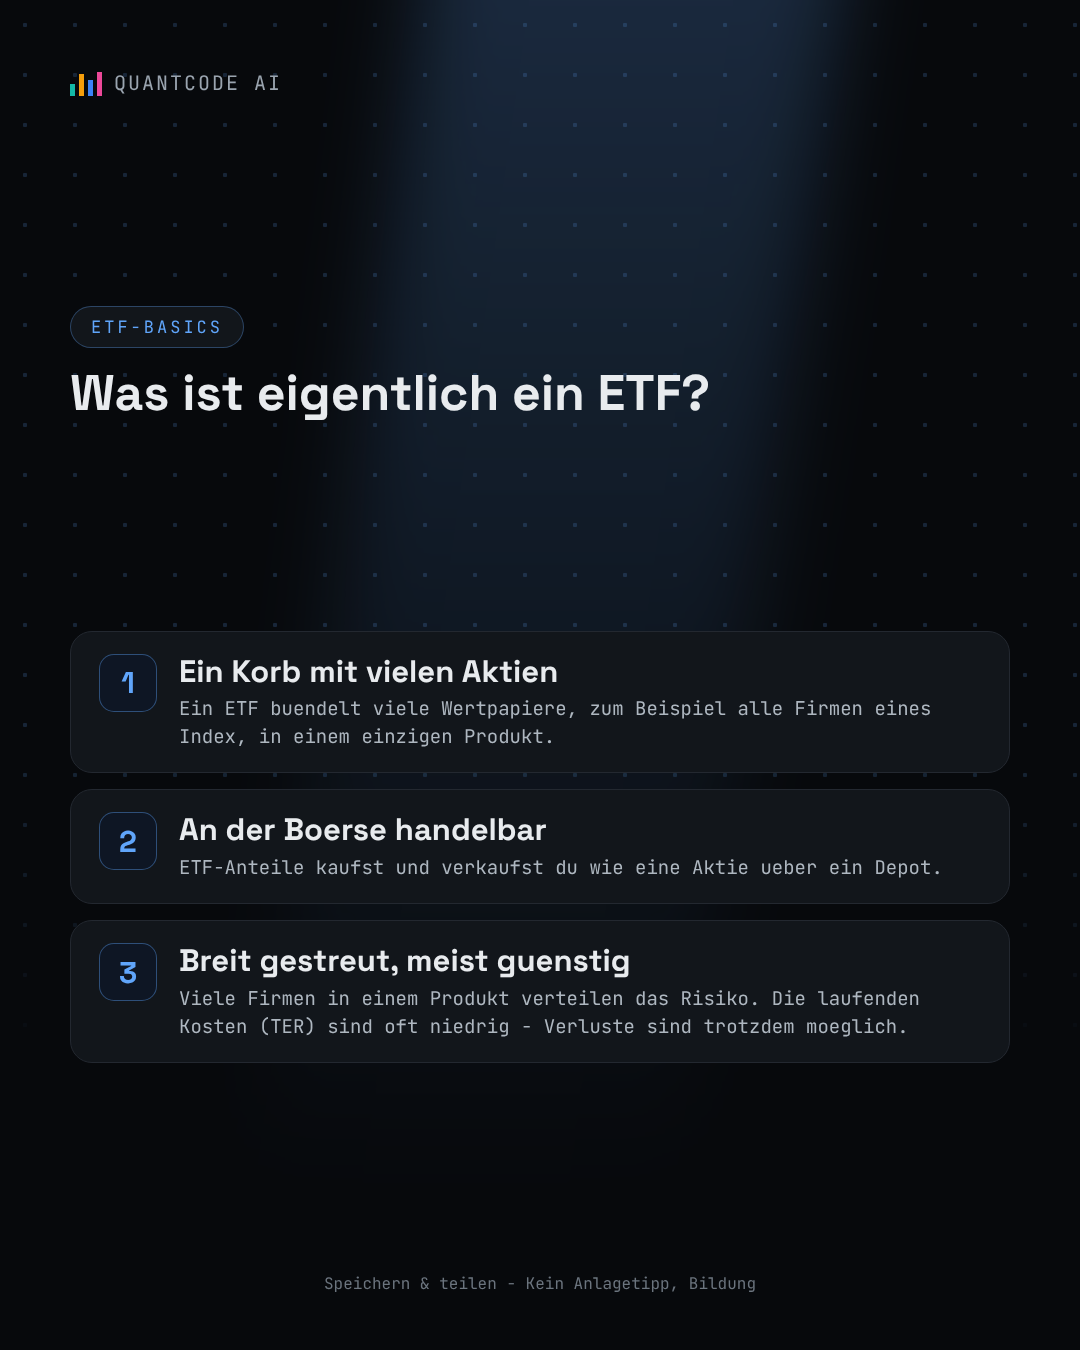 QUANTCODE AI
ETF-BASICS
Was ist eigentlich ein ETF?
1
Ein Korb mit vielen Aktien
Ein ETF buendelt viele Wertpapiere, zum Beispiel alle Firmen eines
Index, in einem einzigen Produkt.
2
An der Boerse handelbar
ETF-Anteile kaufst und verkaufst du wie eine Aktie ueber ein Depot.
3
Breit gestreut, meist guenstig
Viele Firmen in einem Produkt verteilen das Risiko. Die laufenden
Kosten (TER) sind oft niedrig - Verluste sind trotzdem moeglich.
Speichern & teilen - Kein Anlagetipp, Bildung